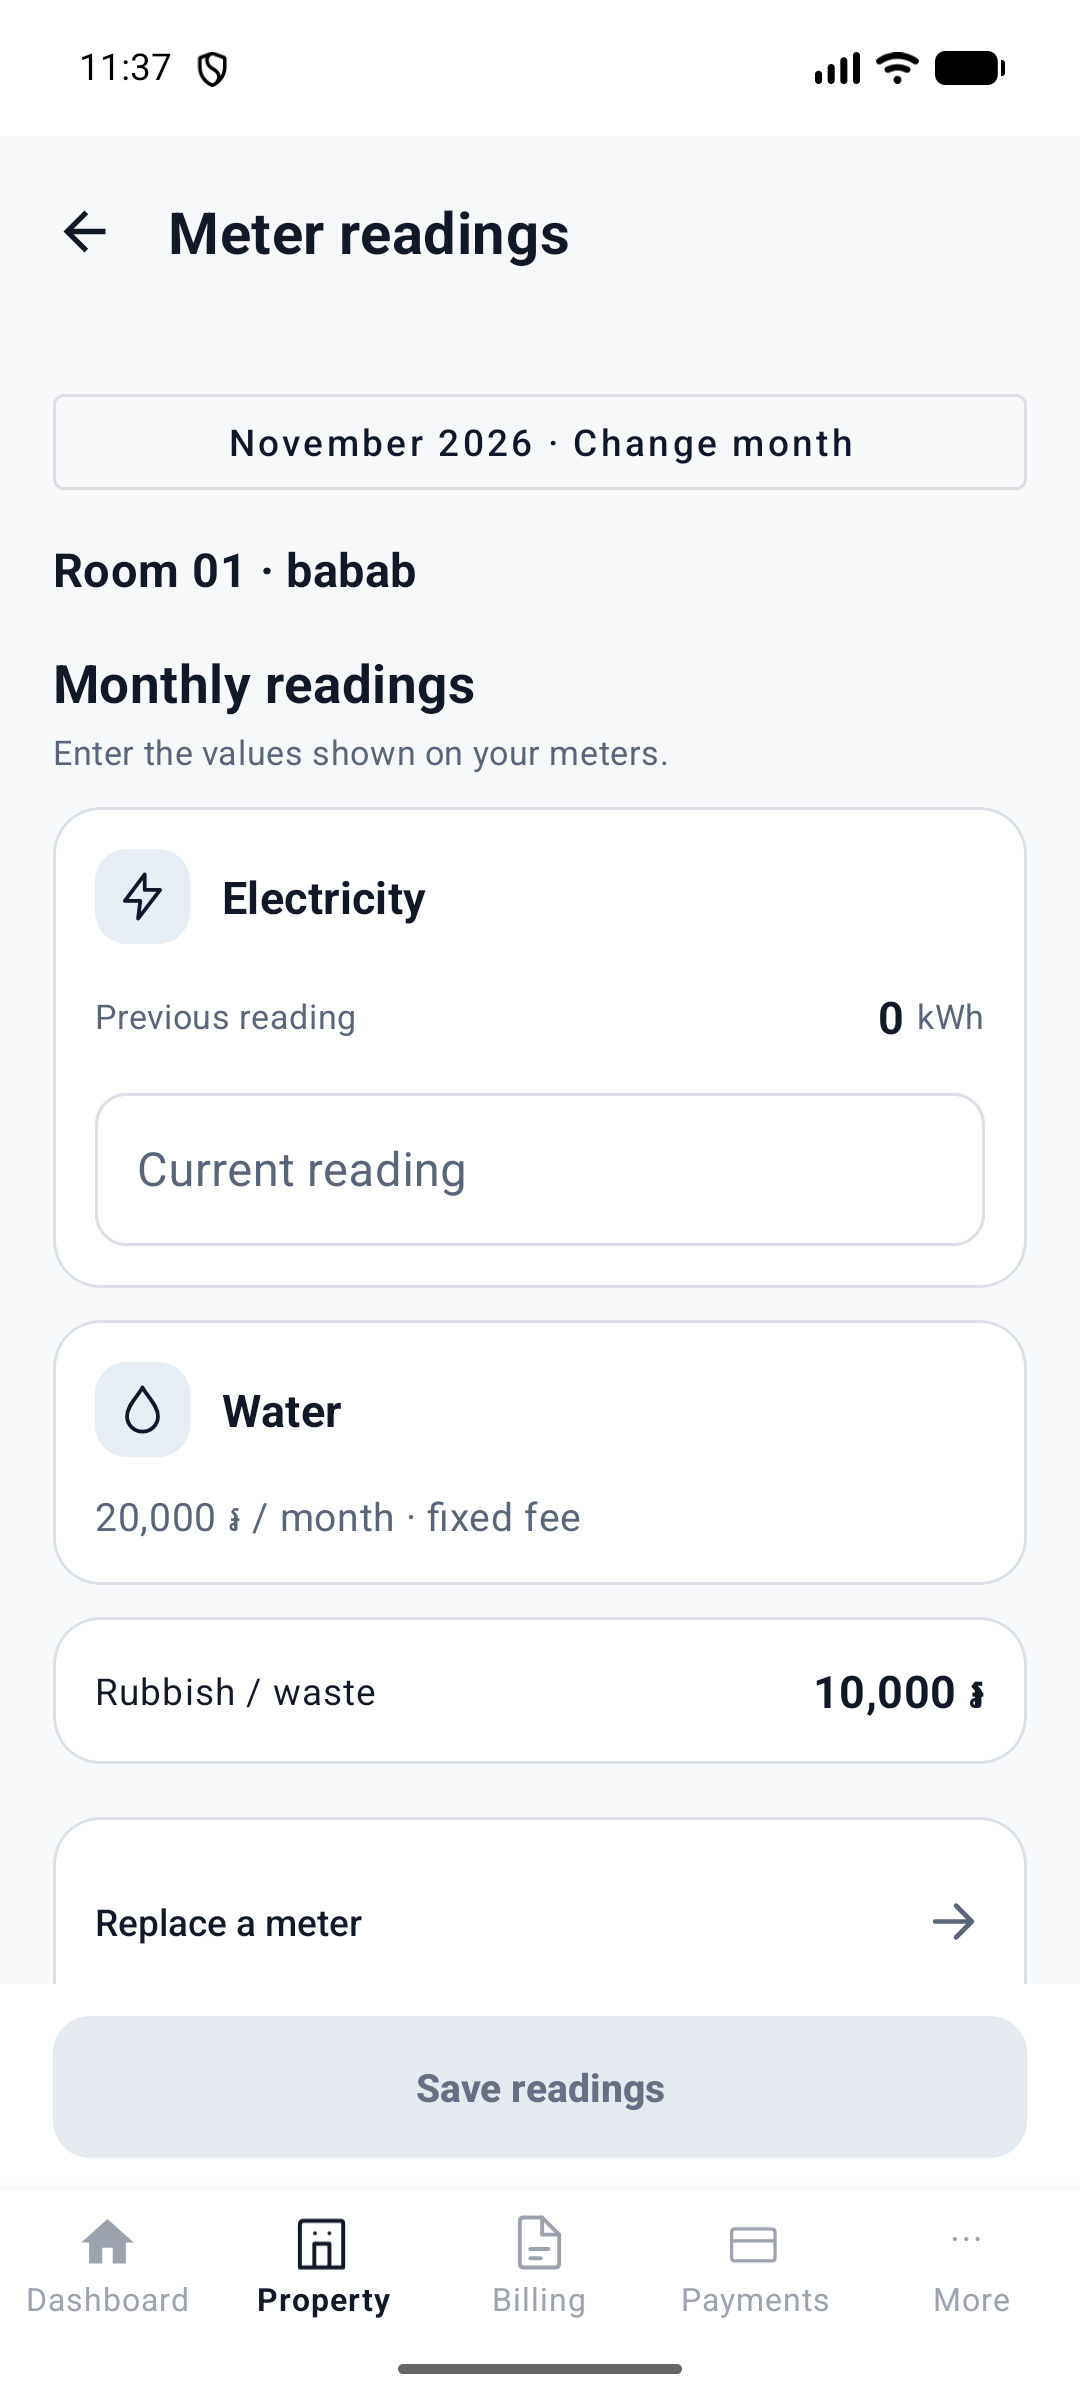 11:37
Meter readings
November 2026 · Change month
Room 01 · babab
Monthly readings
Enter the values shown on your meters.
Electricity
Previous reading
0 kWh
Current reading
Water
20,000 ៛ / month · fixed fee
Rubbish / waste
10,000 ៛
Replace a meter
Save readings
Dashboard
Property
Billing
Payments
More